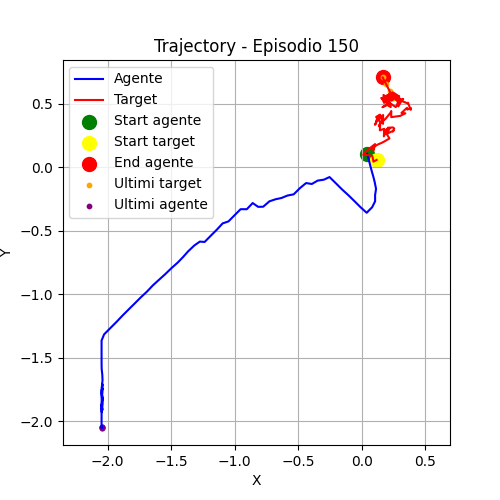 Trajectory - Episodio 150
Agente
Target
Start agente
Start target
End agente
Ultimi target
Ultimi agente
0.5
0.0
−0.5
−1.0
−1.5
−2.0
Y
−2.0 −1.5 −1.0 −0.5 0.0 0.5
X